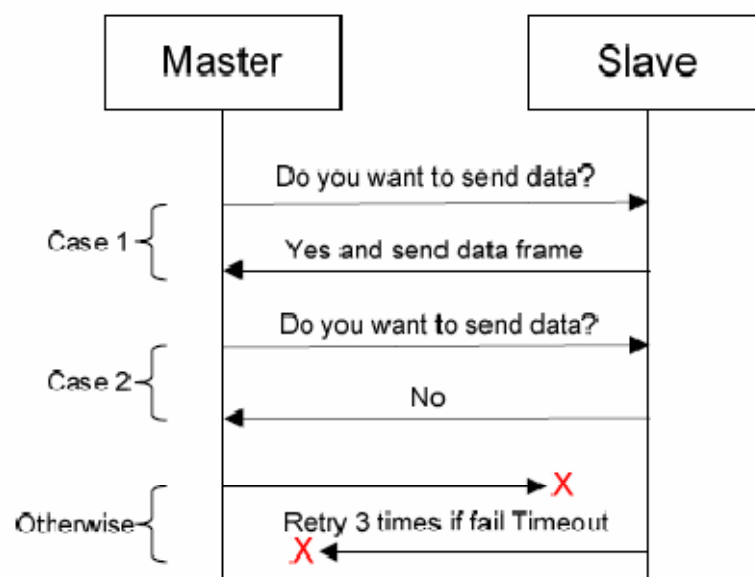 Master
Slave
Do you want to send data?
Case 1
Yes and send data frame
Do you want to send data?
Case 2
No
X
Otherwise
Retry 3 times if fail Timeout
X